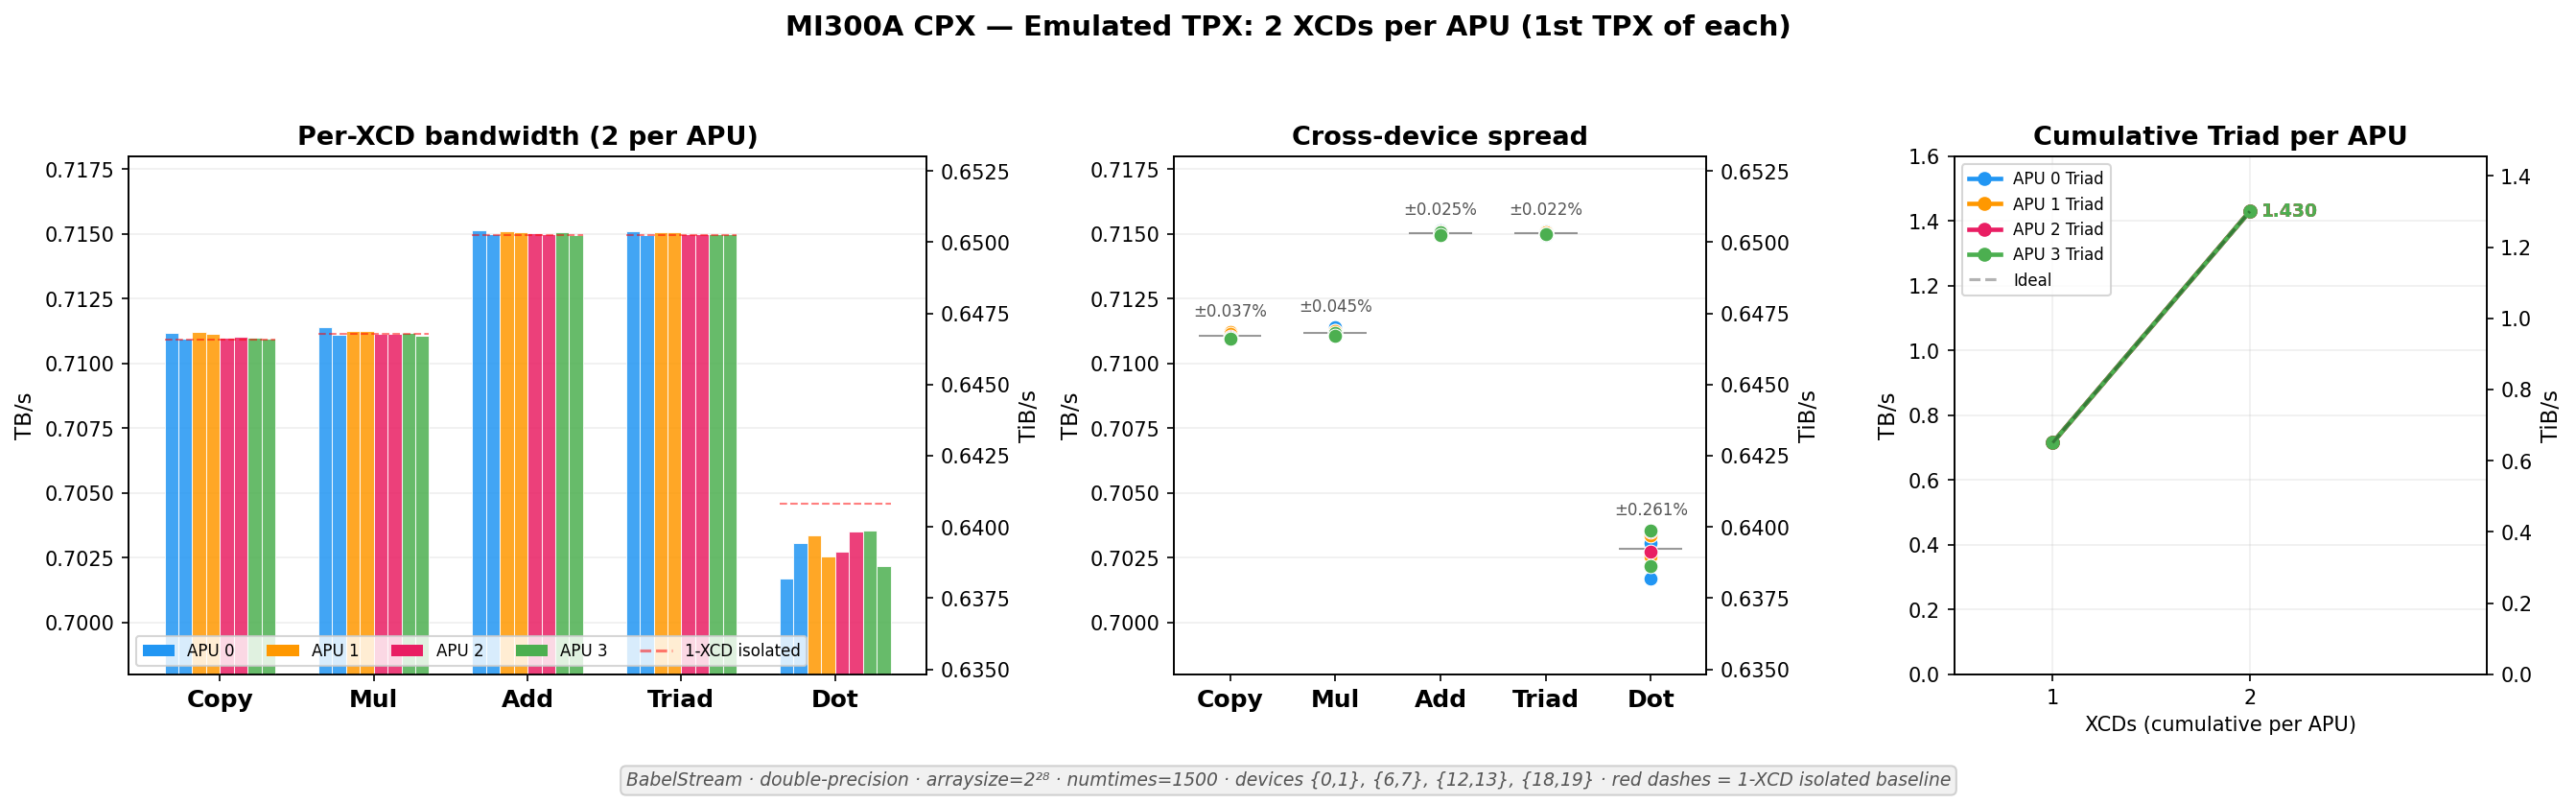 MI300A CPX — Emulated TPX: 2 XCDs per APU (1st TPX of each)
Per-XCD bandwidth (2 per APU)
0.7175
0.7150
0.7125
0.7100
0.7075
0.7050
0.7025
0.7000
TB/s
0.6525
0.6500
0.6475
0.6450
0.6425
0.6400
0.6375
0.6350
TiB/s
APU 0
APU 1
APU 2
APU 3
1-XCD isolated
Copy
Mul
Add
Triad
Dot
Cross-device spread
0.7175
0.7150
0.7125
0.7100
0.7075
0.7050
0.7025
0.7000
TB/s
±0.037%
±0.045%
±0.025%
±0.022%
±0.261%
0.6525
0.6500
0.6475
0.6450
0.6425
0.6400
0.6375
0.6350
TiB/s
Copy
Mul
Add
Triad
Dot
Cumulative Triad per APU
1.6
1.4
1.2
1.0
0.8
0.6
0.4
0.2
0.0
TB/s
APU 0 Triad
APU 1 Triad
APU 2 Triad
APU 3 Triad
Ideal
1.430
1.4
1.2
1.0
0.8
0.6
0.4
0.2
0.0
TiB/s
1
2
XCDs (cumulative per APU)
BabelStream · double-precision · arraysize=2²⁸ · numtimes=1500 · devices {0,1}, {6,7}, {12,13}, {18,19} · red dashes = 1-XCD isolated baseline